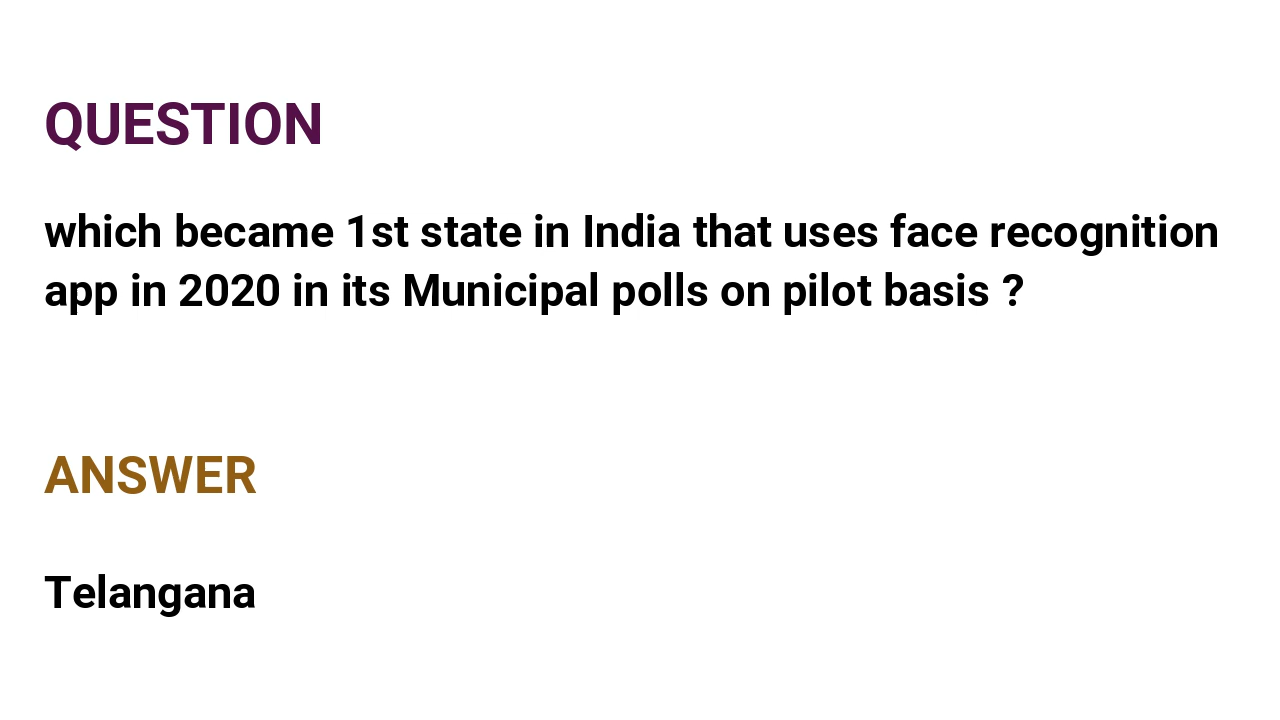 QUESTION
which became 1st state in India that uses face recognition
app in 2020 in its Municipal polls on pilot basis ?
ANSWER
Telangana